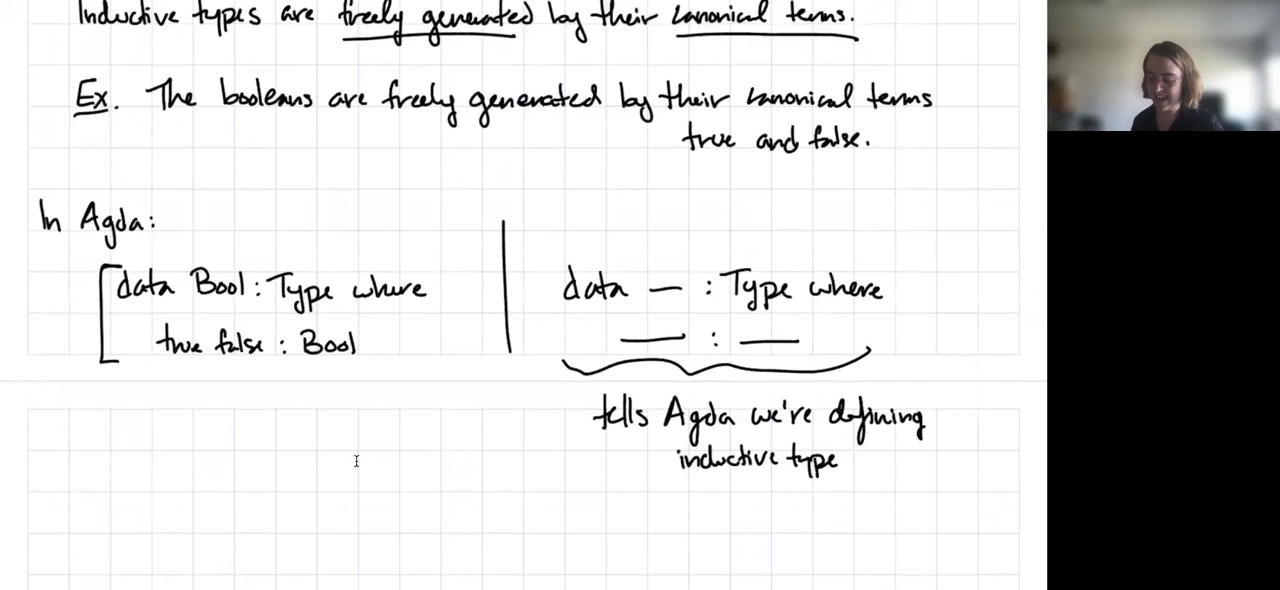 Inductive types are freely generated by their canonical terms.
Ex. The booleans are freely generated by their canonical terms
true and false.
In Agda:
data Bool : Type where
true false : Bool
data — : Type where
— : —
tells Agda we're defining
inductive type